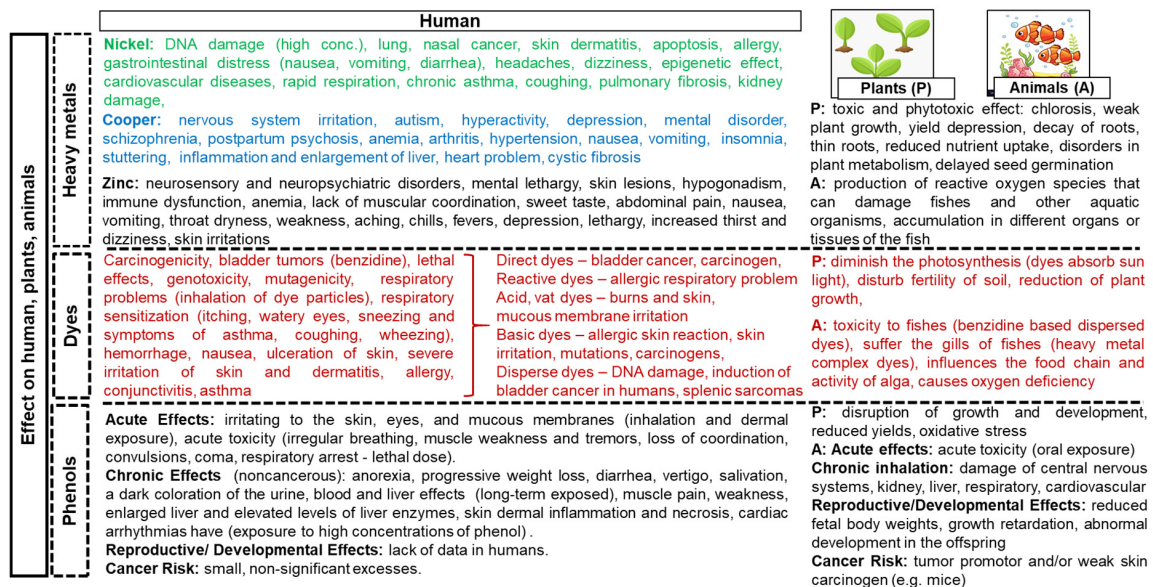 Human
Effect on human, plants, animals
Heavy metals
Nickel: DNA damage (high conc.), lung, nasal cancer, skin dermatitis, apoptosis, allergy,
gastrointestinal distress (nausea, vomiting, diarrhea), headaches, dizziness, epigenetic effect,
cardiovascular diseases, rapid respiration, chronic asthma, coughing, pulmonary fibrosis, kidney
damage,
Cooper: nervous system irritation, autism, hyperactivity, depression, mental disorder,
schizophrenia, postpartum psychosis, anemia, arthritis, hypertension, nausea, vomiting, insomnia,
stuttering, inflammation and enlargement of liver, heart problem, cystic fibrosis
Zinc: neurosensory and neuropsychiatric disorders, mental lethargy, skin lesions, hypogonadism,
immune dysfunction, anemia, lack of muscular coordination, sweet taste, abdominal pain, nausea,
vomiting, throat dryness, weakness, aching, chills, fevers, depression, lethargy, increased thirst and
dizziness, skin irritations
Plants (P)
Animals (A)
P: toxic and phytotoxic effect: chlorosis, weak
plant growth, yield depression, decay of roots,
thin roots, reduced nutrient uptake, disorders in
plant metabolism, delayed seed germination
A: production of reactive oxygen species that
can damage fishes and other aquatic
organisms, accumulation in different organs or
tissues of the fish
Dyes
Carcinogenicity, bladder tumors (benzidine), lethal
effects, genotoxicity, mutagenicity, respiratory
problems (inhalation of dye particles), respiratory
sensitization (itching, watery eyes, sneezing and
symptoms of asthma, coughing, wheezing),
hemorrhage, nausea, ulceration of skin, severe
irritation of skin and dermatitis, allergy,
conjunctivitis, asthma
Direct dyes – bladder cancer, carcinogen,
Reactive dyes – allergic respiratory problem
Acid, vat dyes – burns and skin,
mucous membrane irritation
Basic dyes – allergic skin reaction, skin
irritation, mutations, carcinogens,
Disperse dyes – DNA damage, induction of
bladder cancer in humans, splenic sarcomas
P: diminish the photosynthesis (dyes absorb sun
light), disturb fertility of soil, reduction of plant
growth,
A: toxicity to fishes (benzidine based dispersed
dyes), suffer the gills of fishes (heavy metal
complex dyes), influences the food chain and
activity of alga, causes oxygen deficiency
Phenols
Acute Effects: irritating to the skin, eyes, and mucous membranes (inhalation and dermal
exposure), acute toxicity (irregular breathing, muscle weakness and tremors, loss of coordination,
convulsions, coma, respiratory arrest - lethal dose).
Chronic Effects (noncancerous): anorexia, progressive weight loss, diarrhea, vertigo, salivation,
a dark coloration of the urine, blood and liver effects (long-term exposed), muscle pain, weakness,
enlarged liver and elevated levels of liver enzymes, skin dermal inflammation and necrosis, cardiac
arrhythmias have (exposure to high concentrations of phenol) .
Reproductive/ Developmental Effects: lack of data in humans.
Cancer Risk: small, non-significant excesses.
P: disruption of growth and development,
reduced yields, oxidative stress
A: Acute effects: acute toxicity (oral exposure)
Chronic inhalation: damage of central nervous
systems, kidney, liver, respiratory, cardiovascular
Reproductive/Developmental Effects: reduced
fetal body weights, growth retardation, abnormal
development in the offspring
Cancer Risk: tumor promotor and/or weak skin
carcinogen (e.g. mice)